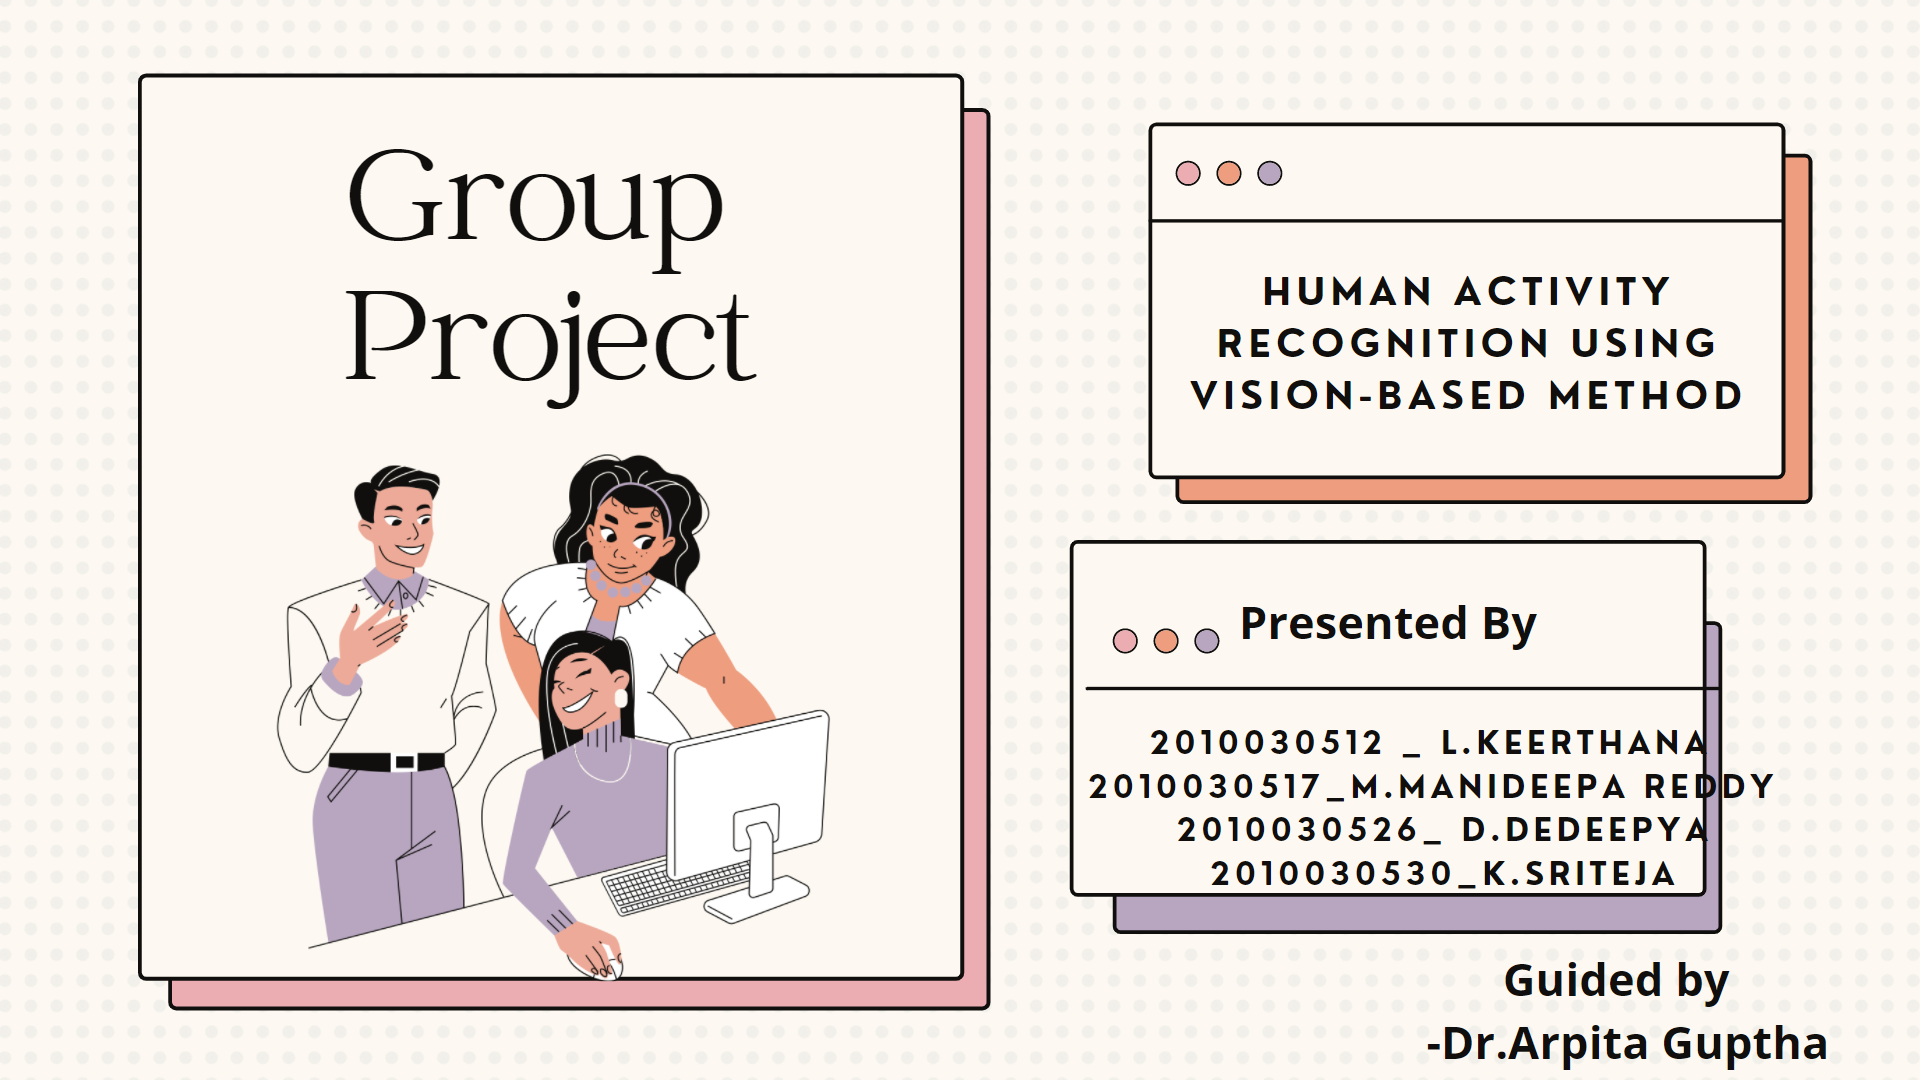 Group
Project
HUMAN ACTIVITY
RECOGNITION USING
VISION-BASED METHOD
Presented By
2010030512 _ L.KEERTHANA
2010030517_M.MANIDEEPA REDDY
2010030526_ D.DEDEEPYA
2010030530_K.SRITEJA
Guided by
-Dr.Arpita Guptha